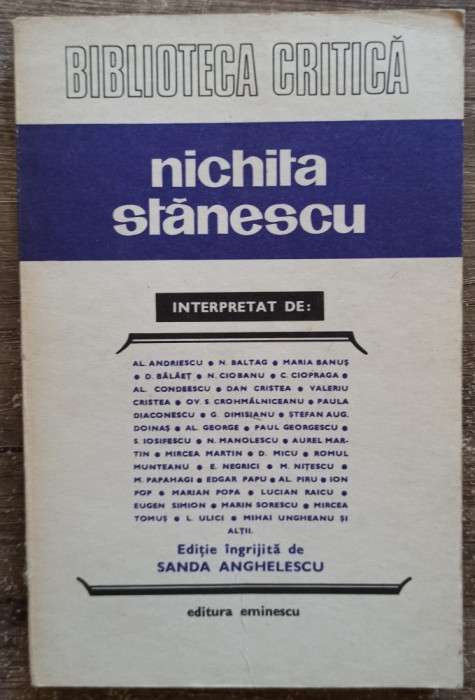 BIBLIOTECA CRITICĂ
nichita
stănescu
INTERPRETAT DE:
AL. ANDRIESCU • N. BALTAG • MARIA BANUȘ
• D. BĂLĂEȚ • N. CIOBANU • C. CIOPRAGA •
AL. CONDEESCU • DAN CRISTEA • VALERIU
CRISTEA • OV. S. CROHMĂLNICEANU • PAULA
DIACONESCU • G. DIMISIANU • ȘTEFAN AUG.
DOINAȘ • AL. GEORGE • PAUL GEORGESCU •
S. IOSIFESCU • N. MANOLESCU • AUREL MAR-
TIN • MIRCEA MARTIN • D. MICU • ROMUL
MUNTEANU • E. NEGRICI • M. NIȚESCU •
M. PAPAHAGI • EDGAR PAPU • AL. PIRU • ION
POP • MARIAN POPA • LUCIAN RAICU •
EUGEN SIMION • MARIN SORESCU • MIRCEA
TOMUȘ • L. ULICI • MIHAI UNGHEANU ȘI
ALȚII.
Ediție îngrijită de
SANDA ANGHELESCU
editura eminescu